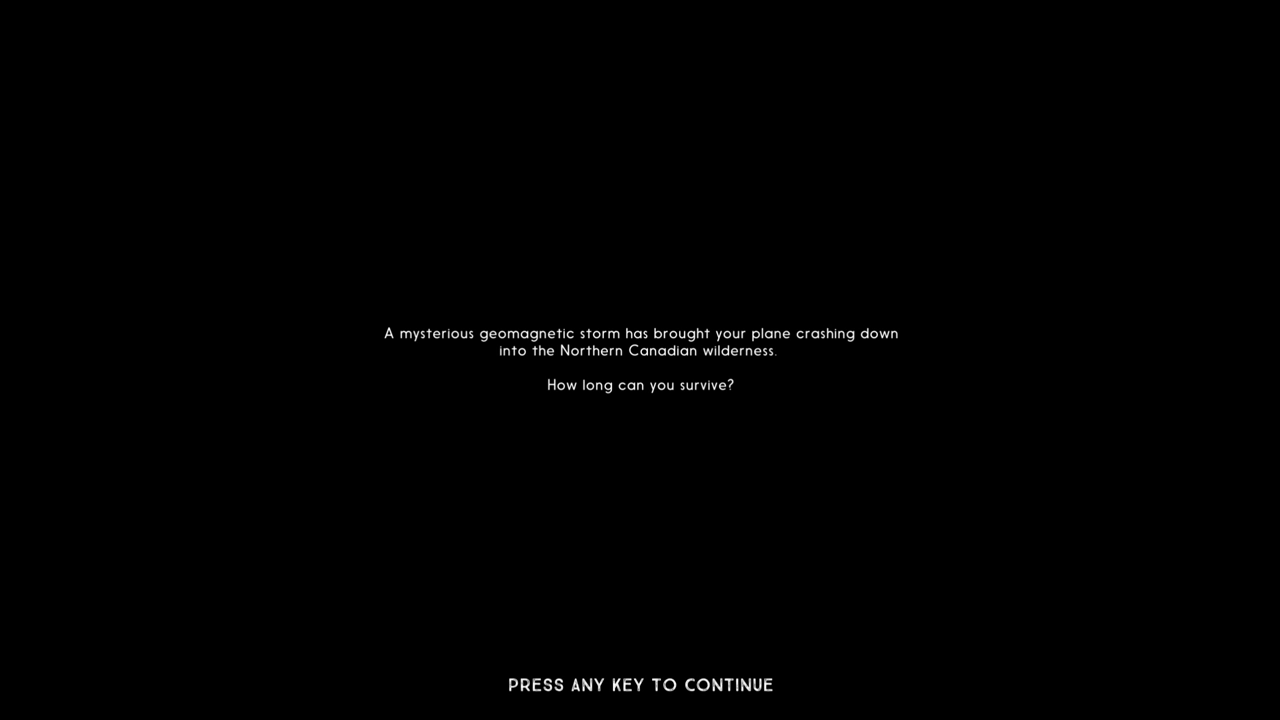 A mysterious geomagnetic storm has brought your plane crashing down
into the Northern Canadian wilderness.
How long can you survive?
PRESS ANY KEY TO CONTINUE